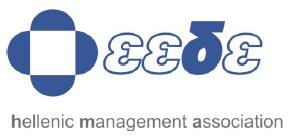 εεδε
hellenic management association